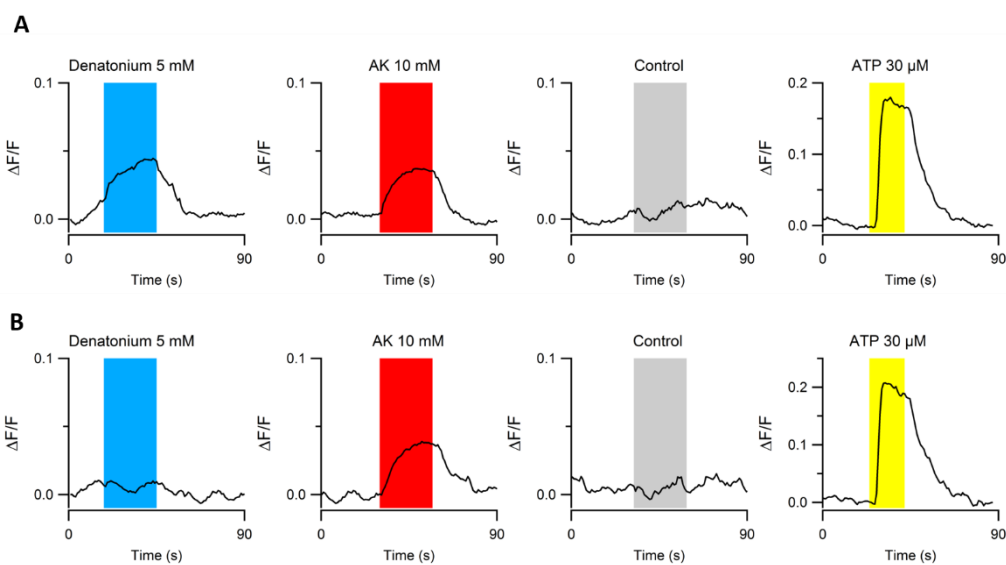 A
Denatonium 5 mM
AK 10 mM
Control
ATP 30 µM
0.1
0.1
0.1
0.2
ΔF/F
ΔF/F
ΔF/F
ΔF/F
0.1
0.0
0.0
0.0
0.0
0
90
0
90
0
90
0
90
Time (s)
Time (s)
Time (s)
Time (s)
B
Denatonium 5 mM
AK 10 mM
Control
ATP 30 µM
0.1
0.1
0.1
0.2
ΔF/F
ΔF/F
ΔF/F
ΔF/F
0.1
0.0
0.0
0.0
0.0
0
90
0
90
0
90
0
90
Time (s)
Time (s)
Time (s)
Time (s)